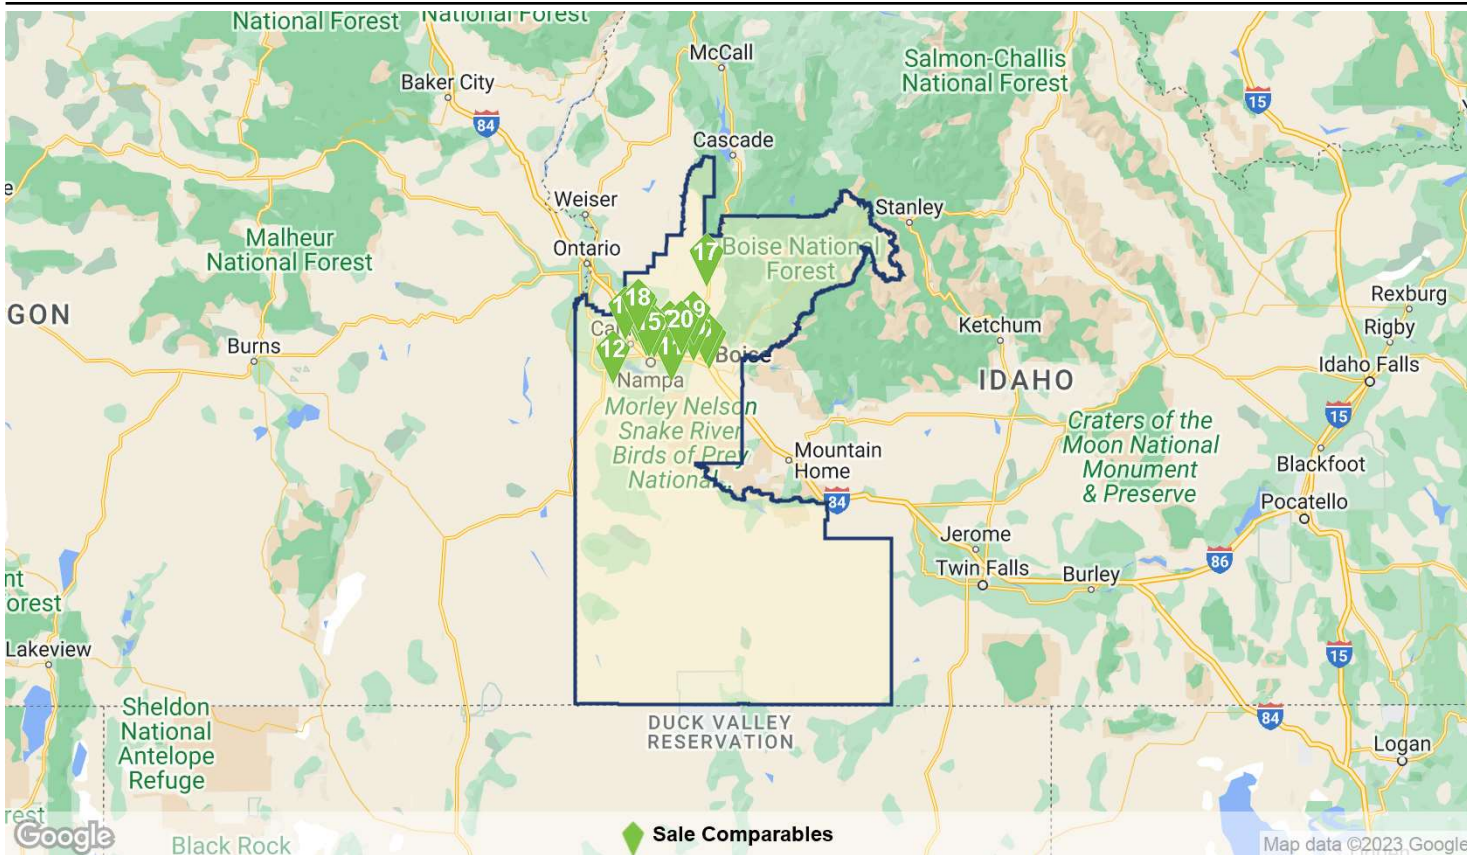 National Forest
National Forest
McCall
Salmon-Challis
National Forest
Baker City
84
15
Cascade
Weiser
Stanley
Malheur
National Forest
Ontario
17
Boise National
Forest
Rexburg
GON
18
20
Ketchum
Rigby
Burns
12
Boise
Idaho Falls
Nampa
IDAHO
Morley Nelson
Snake River
Birds of Prey
National...
Craters of the
Moon National
Monument
& Preserve
15
Mountain
Home
Blackfoot
84
Pocatello
Jerome
86
Twin Falls
Burley
Lakeview
15
Sheldon
National
Antelope
Refuge
DUCK VALLEY
RESERVATION
84
Logan
Google
Black Rock
Sale Comparables
Map data ©2023 Google